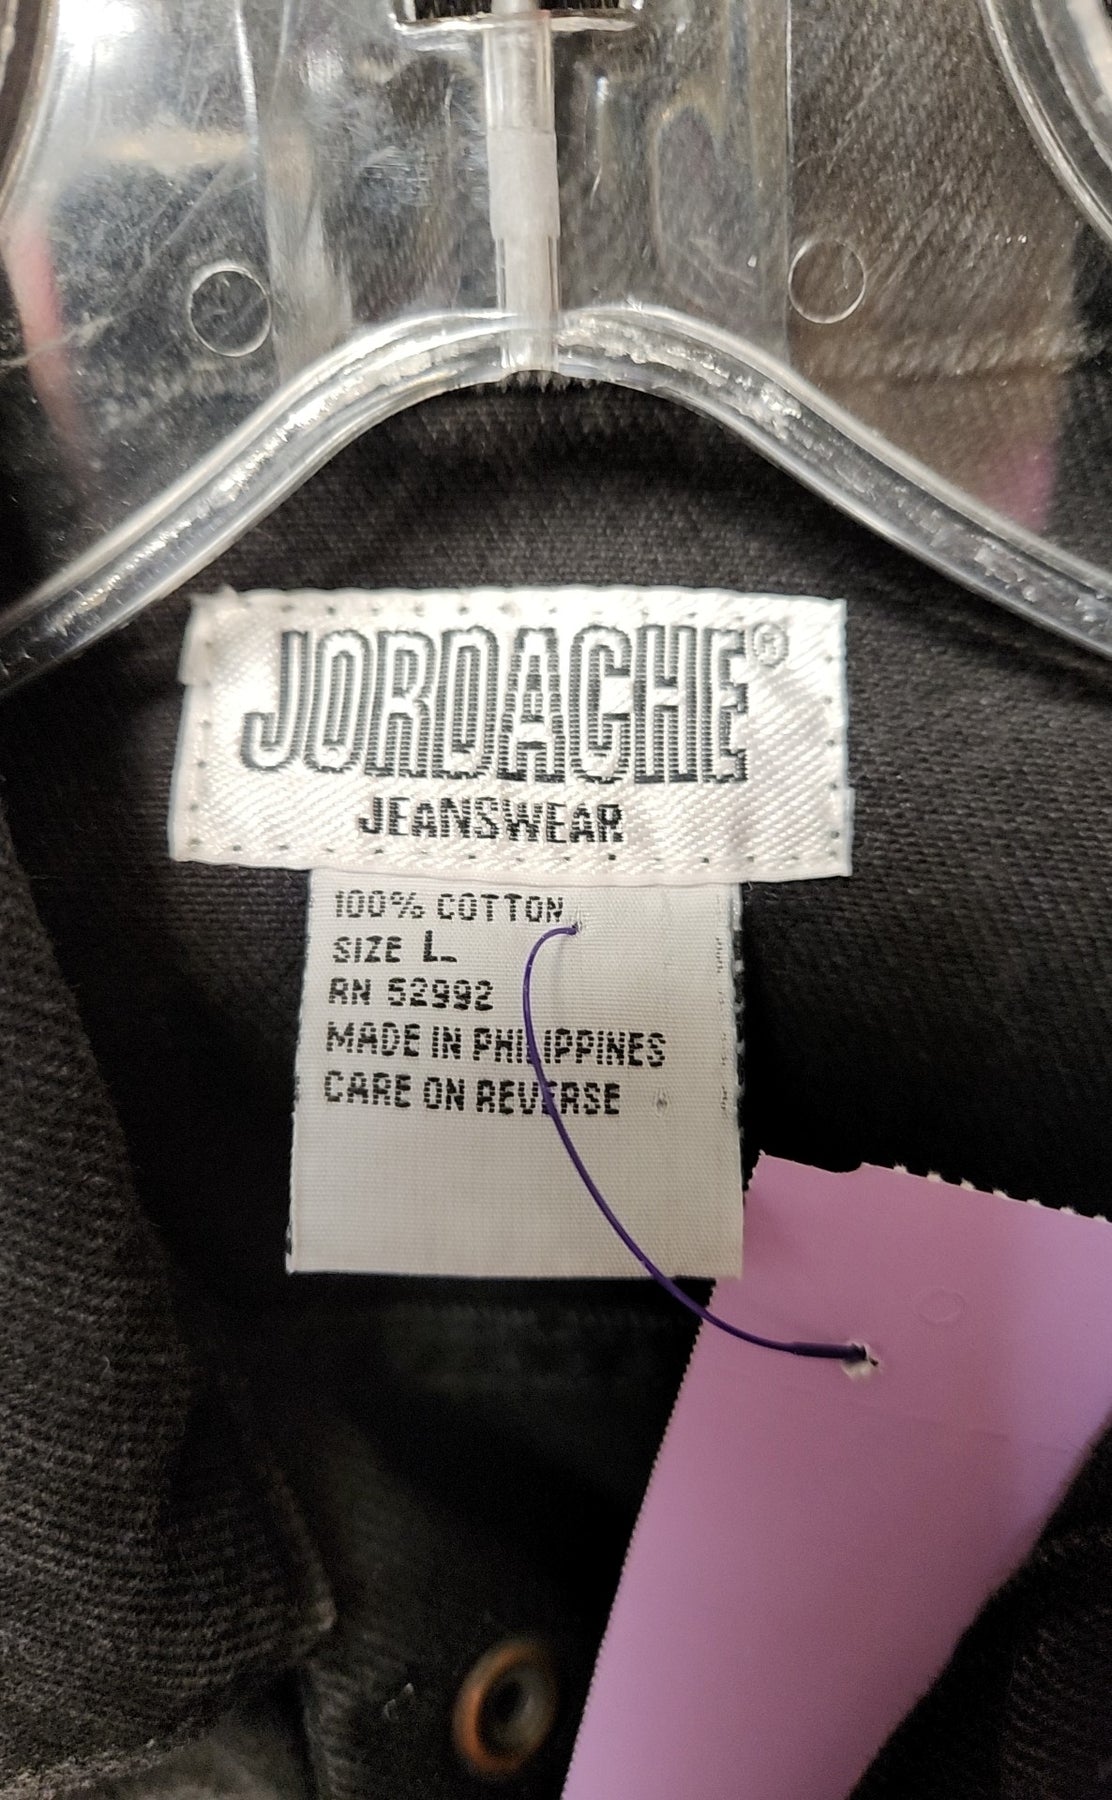 JORDACHE®
JEANSWEAR
100% COTTON
SIZE L
RN 52992
MADE IN PHILIPPINES
CARE ON REVERSE